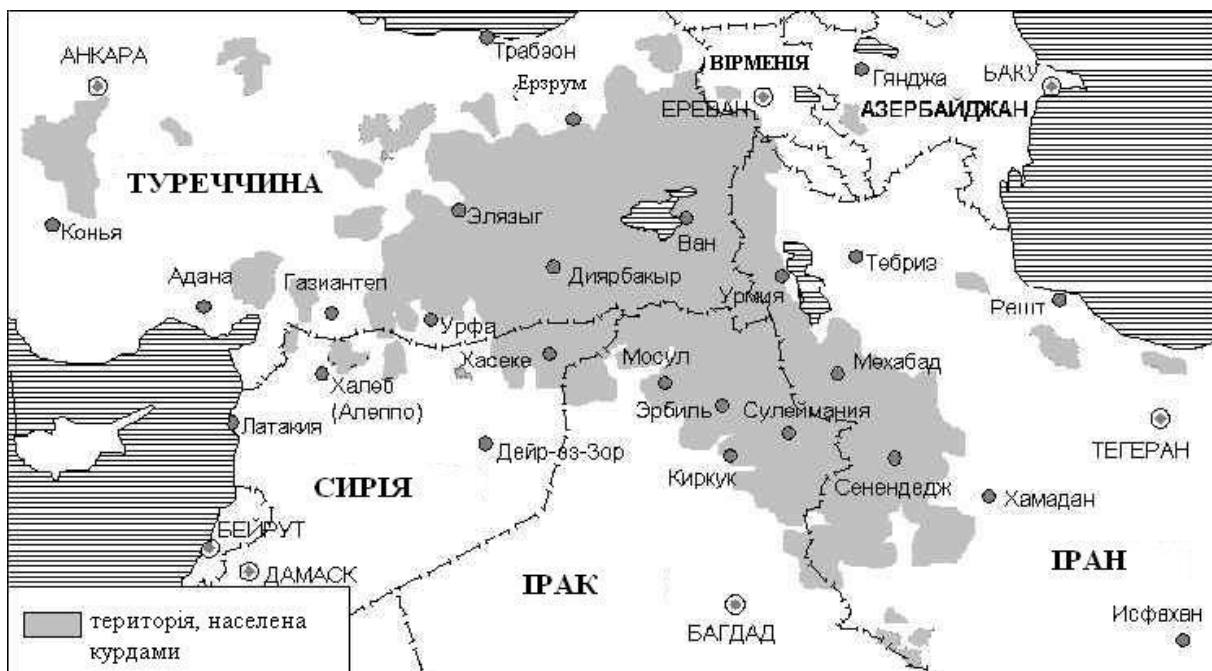 Трабзон
АНКАРА
ВІРМЕНІЯ
Гянджа
БАКУ
Ерзрум
ЕРЕВАН
АЗЕРБАЙДЖАН
ТУРЕЧЧИНА
Элязыг
Конья
Ван
Тебриз
Адана
Газиантеп
Диярбакыр
Урмия
Решт
Урфа
Хасеке
Мосул
Мехабад
Халеб
(Алеппо)
Эрбиль
Сулеймания
Латакия
Дейр-эз-Зор
ТЕГЕРАН
Киркук
Сенендедж
СИРІЯ
Хамадан
БЕЙРУТ
ДАМАСК
ІРАК
ІРАН
БАГДАД
Исфахан
територія, населена
курдами